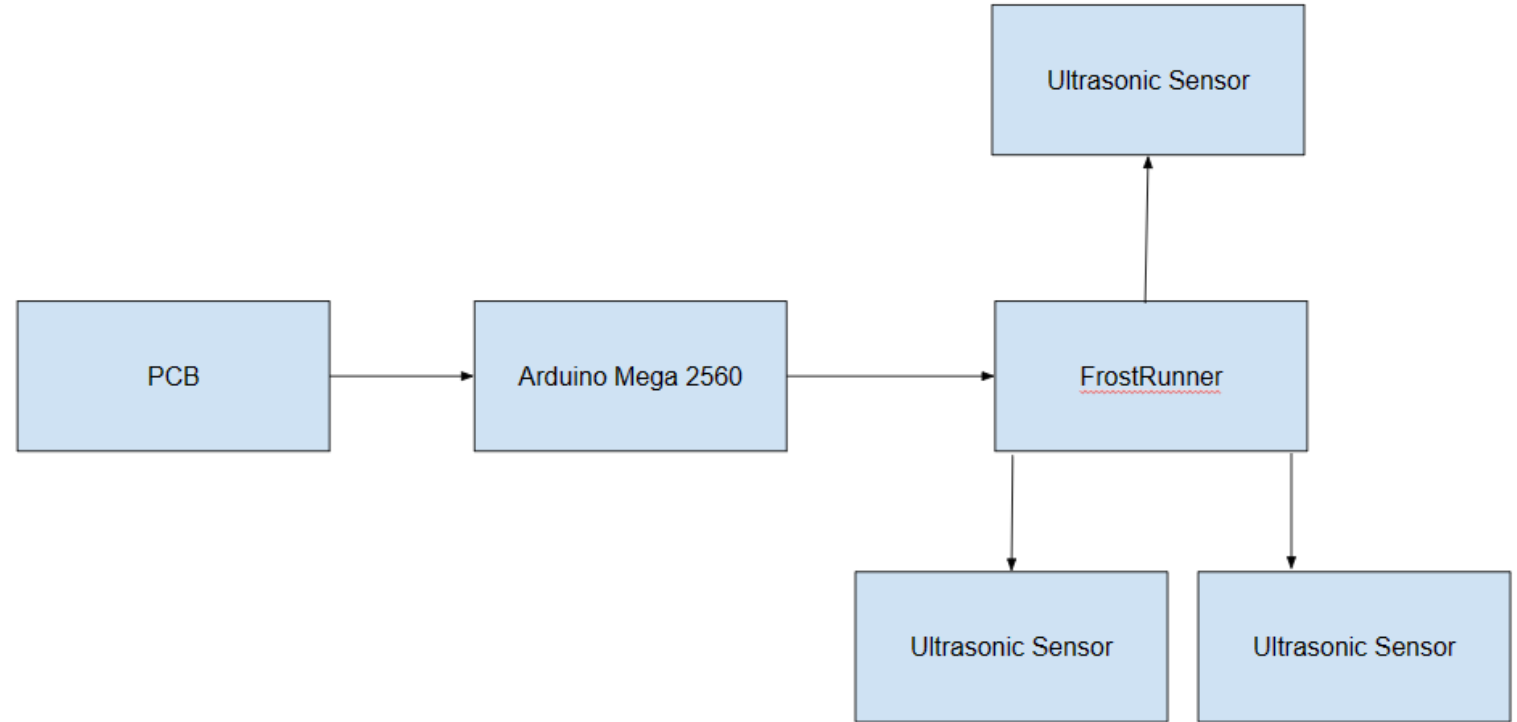 Ultrasonic Sensor
PCB
Arduino Mega 2560
FrostRunner
Ultrasonic Sensor
Ultrasonic Sensor